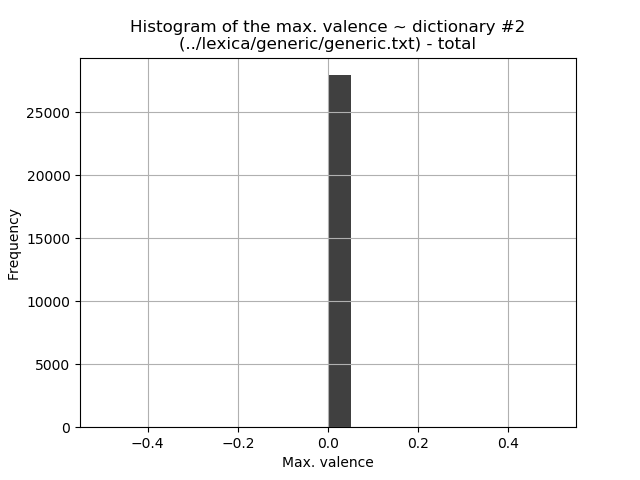 Histogram of the max. valence ~ dictionary #2
(../lexica/generic/generic.txt) - total
25000
20000
15000
10000
5000
0
Frequency
−0.4
−0.2
0.0
0.2
0.4
Max. valence